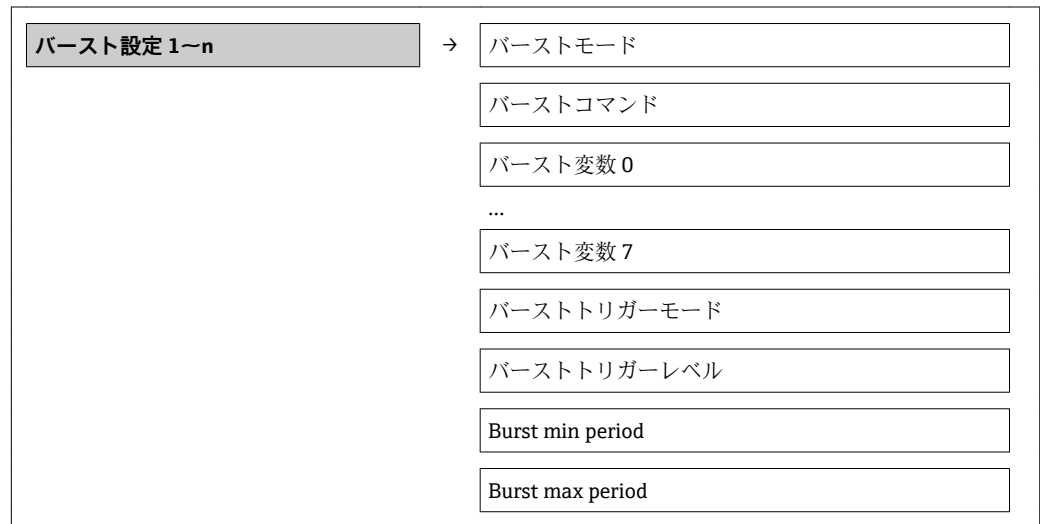 バースト設定 1〜n → バーストモード
バーストコマンド
バースト変数 0
...
バースト変数 7
バーストトリガーモード
バーストトリガーレベル
Burst min period
Burst max period